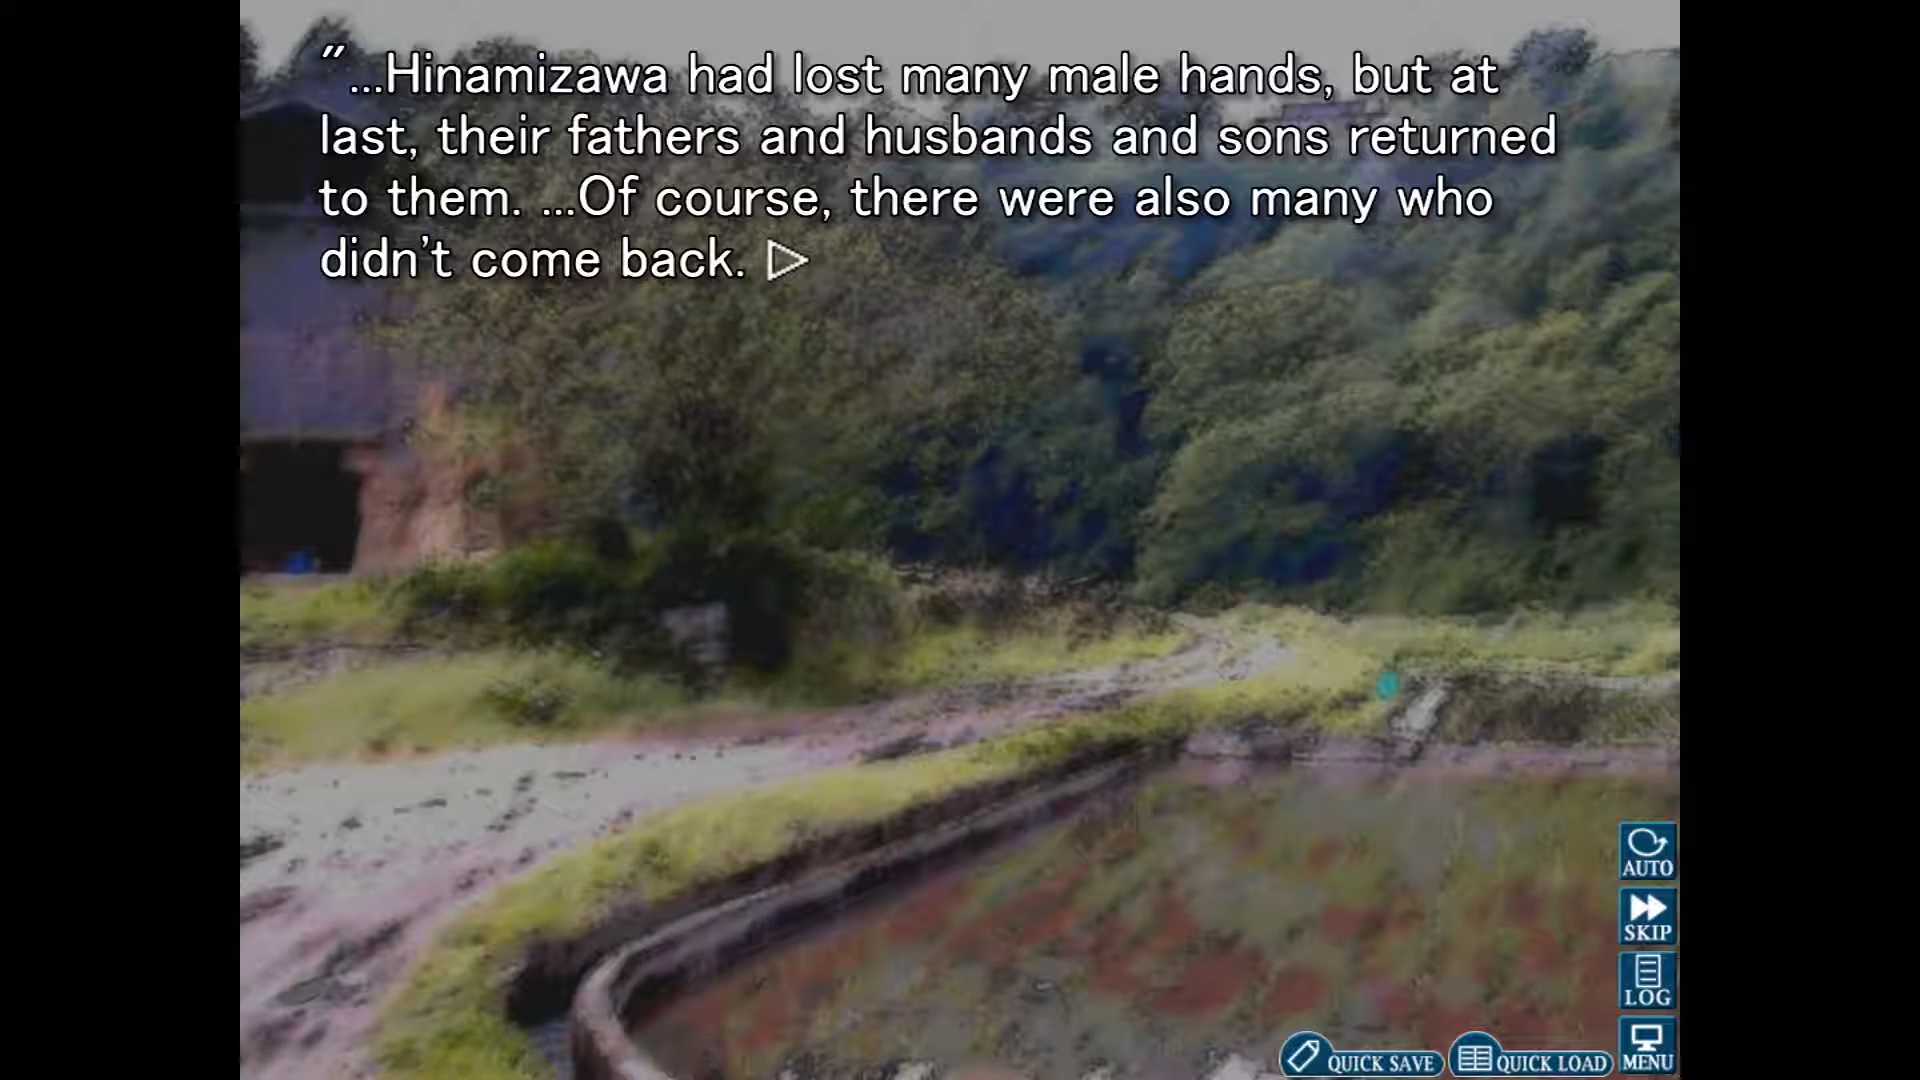 "...Hinamizawa had lost many male hands, but at
last, their fathers and husbands and sons returned
to them. ...Of course, there were also many who
didn't come back.
AUTO
SKIP
LOG
MENU
QUICK SAVE
QUICK LOAD